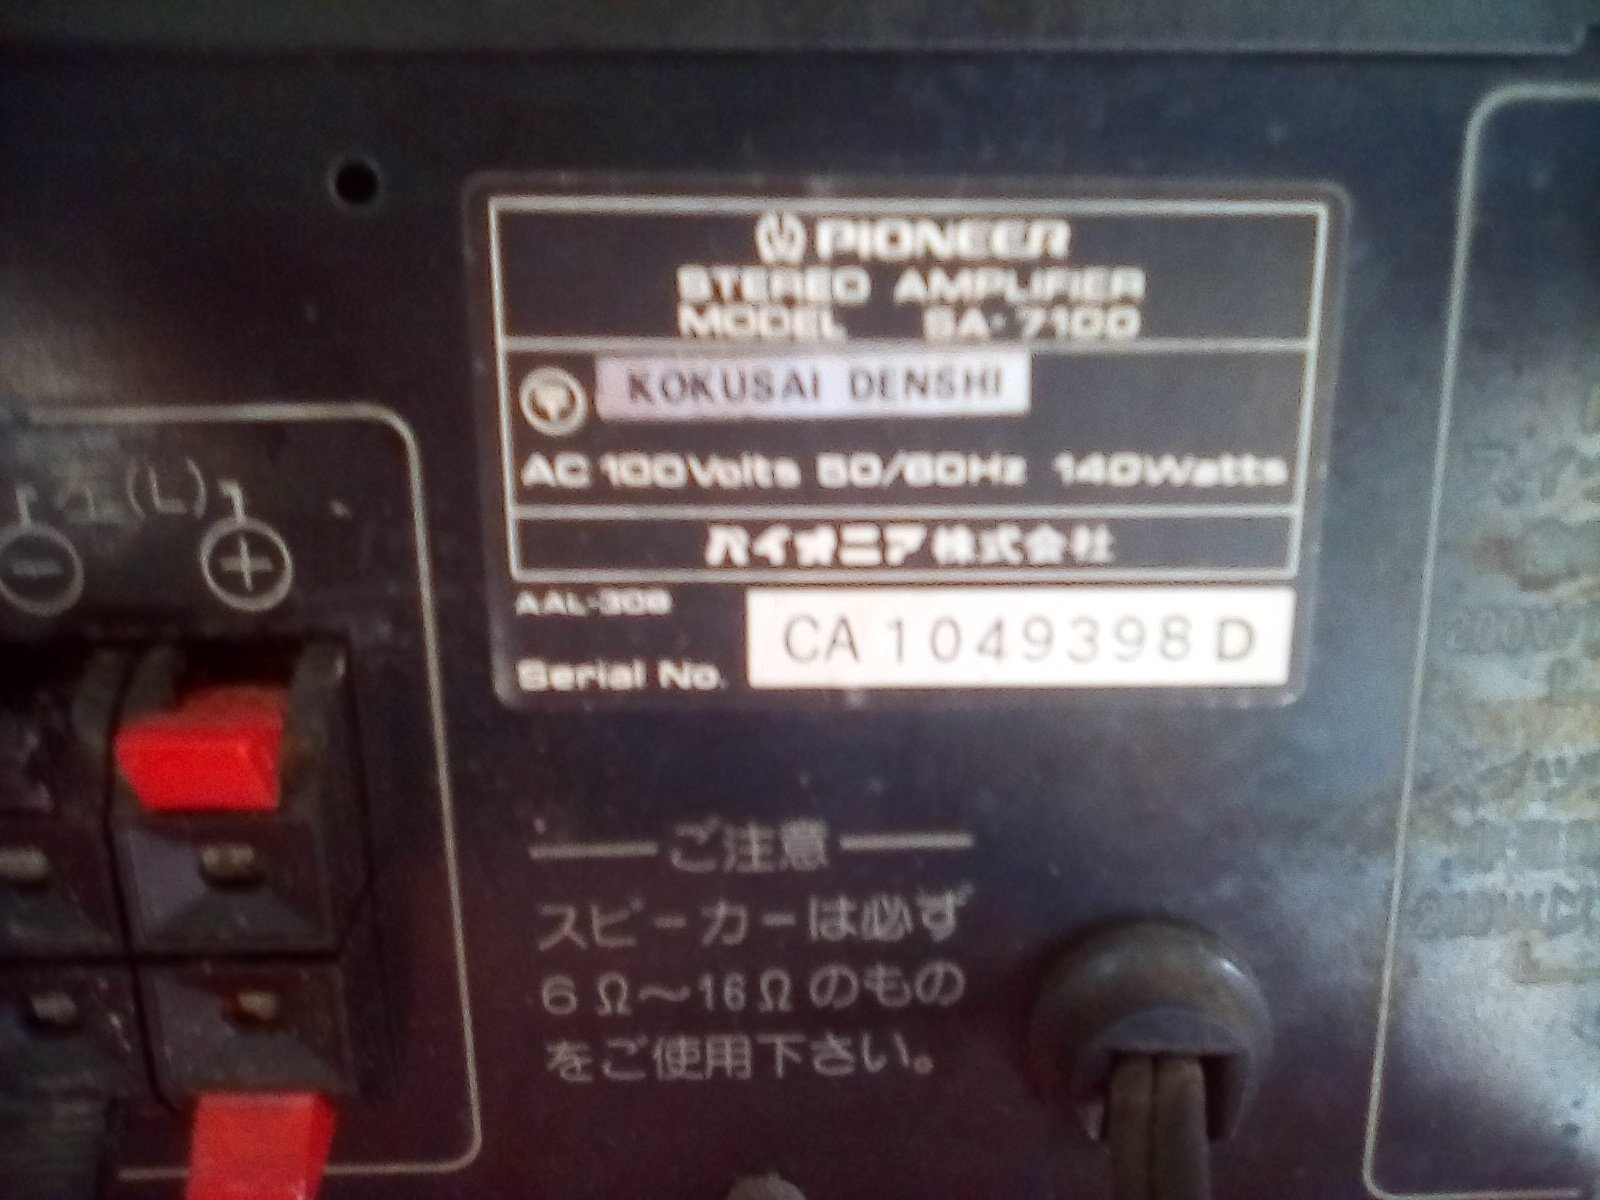 PIONEER
STEREO AMPLIFIER
MODEL SA-7100
KOKUSAI DENSHI
AC 100Volts 50/60Hz 140Watts
パイオニア株式会社
AAL-308
Serial No. CA 1049398 D
(L)
- +
ご注意
スピーカーは必ず
6Ω〜16Ωのもの
をご使用下さい。